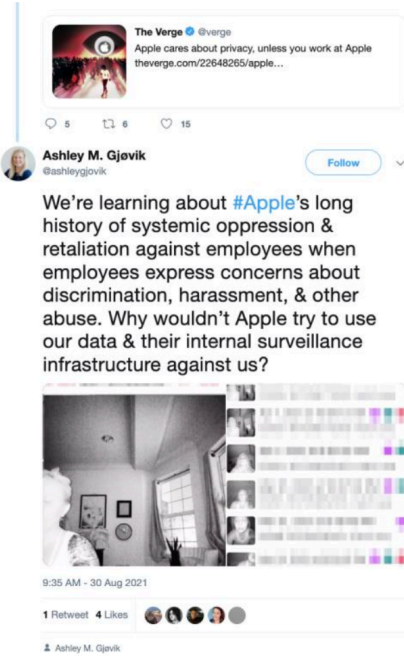 The Verge @verge
Apple cares about privacy, unless you work at Apple
theverge.com/22648265/apple...
5 6 15
Ashley M. Gjøvik
@ashleygjovik
Follow
We're learning about #Apple's long
history of systemic oppression &
retaliation against employees when
employees express concerns about
discrimination, harassment, & other
abuse. Why wouldn't Apple try to use
our data & their internal surveillance
infrastructure against us?
9:35 AM - 30 Aug 2021
1 Retweet 4 Likes
Ashley M. Gjøvik